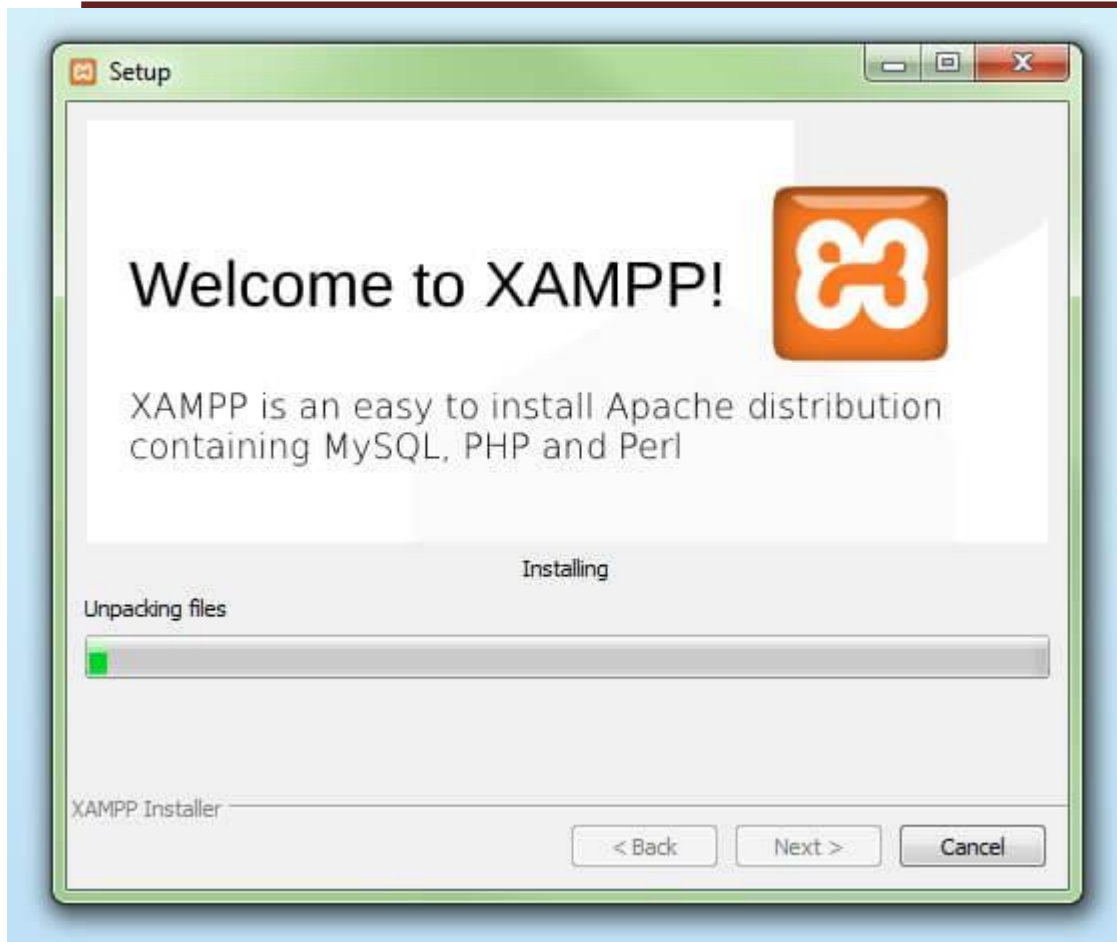 Setup
Welcome to XAMPP!
XAMPP is an easy to install Apache distribution
containing MySQL, PHP and Perl
Installing
Unpacking files
XAMPP Installer
< Back
Next >
Cancel